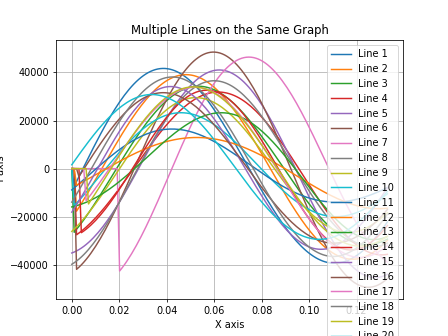 Multiple Lines on the Same Graph
40000
20000
0
−20000
−40000
0.00
0.02
0.04
0.06
0.08
0.10
X axis
axis
Line 1
Line 2
Line 3
Line 4
Line 5
Line 6
Line 7
Line 8
Line 9
Line 10
Line 11
Line 12
Line 13
Line 14
Line 15
Line 16
Line 17
Line 18
Line 19
Line 20